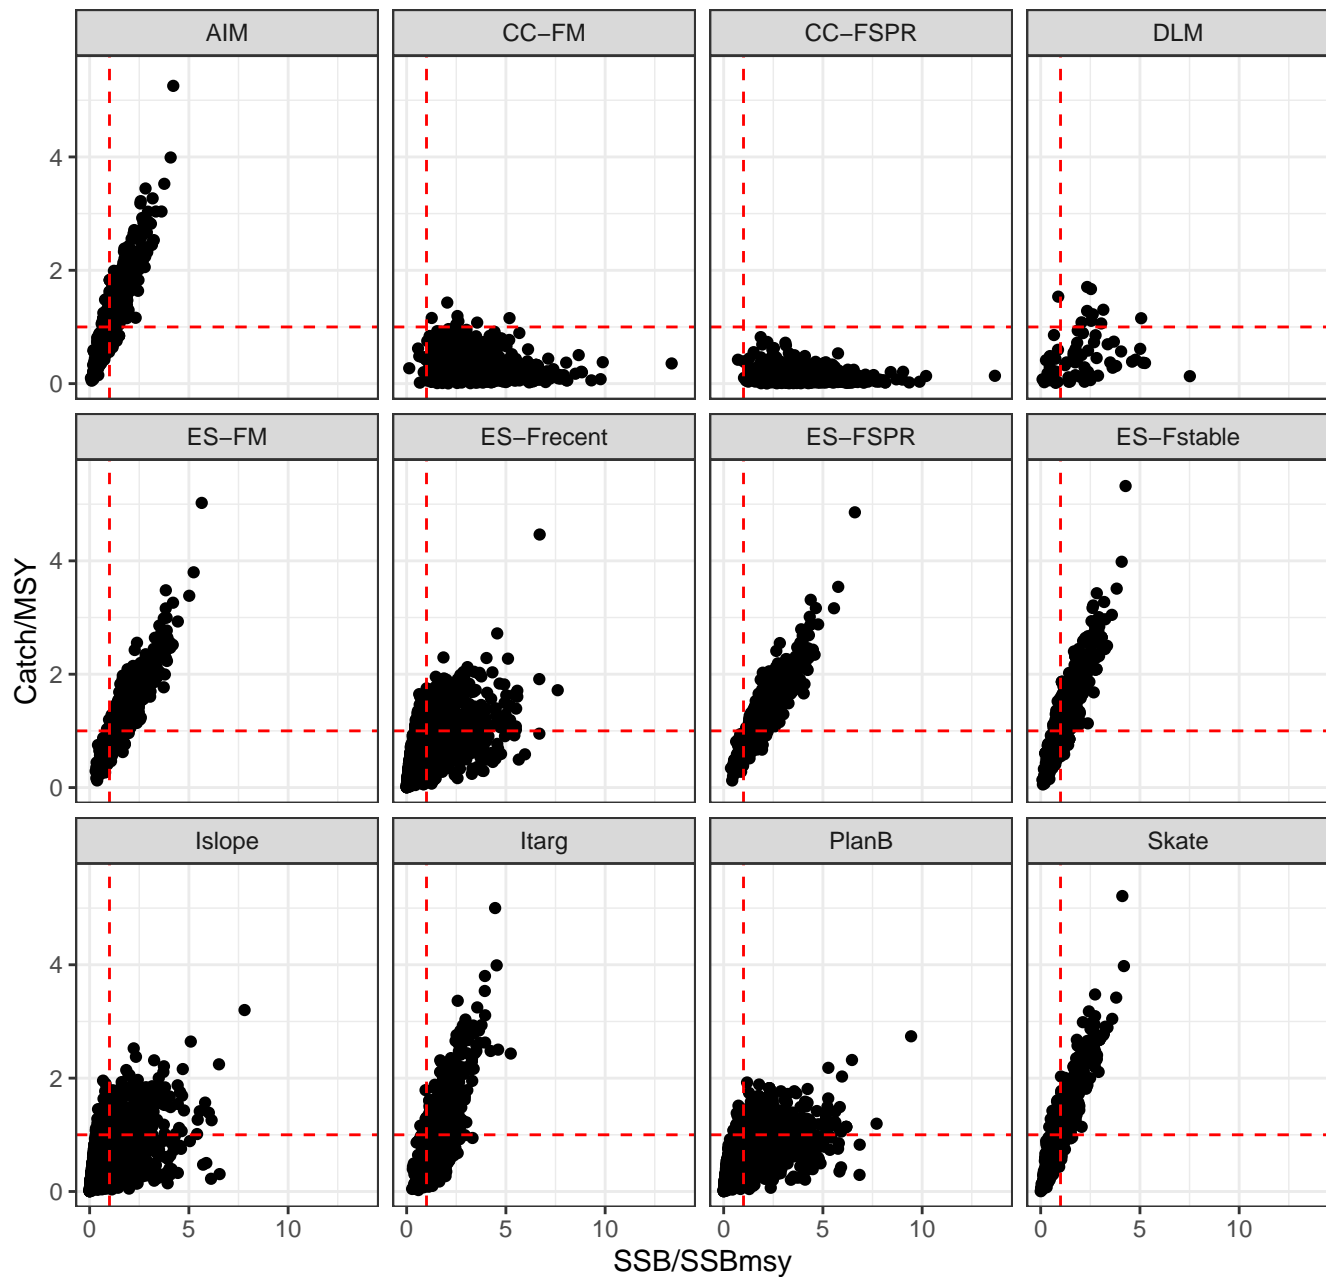 AIM CC−FM CC−FSPR DLM
4
2
0
ES−FM ES−Frecent ES−FSPR ES−Fstable
4
2
0
Catch/MSY
Islope Itarg PlanB Skate
4
2
0
0 5 10 0 5 10 0 5 10 0 5 10
SSB/SSBmsy